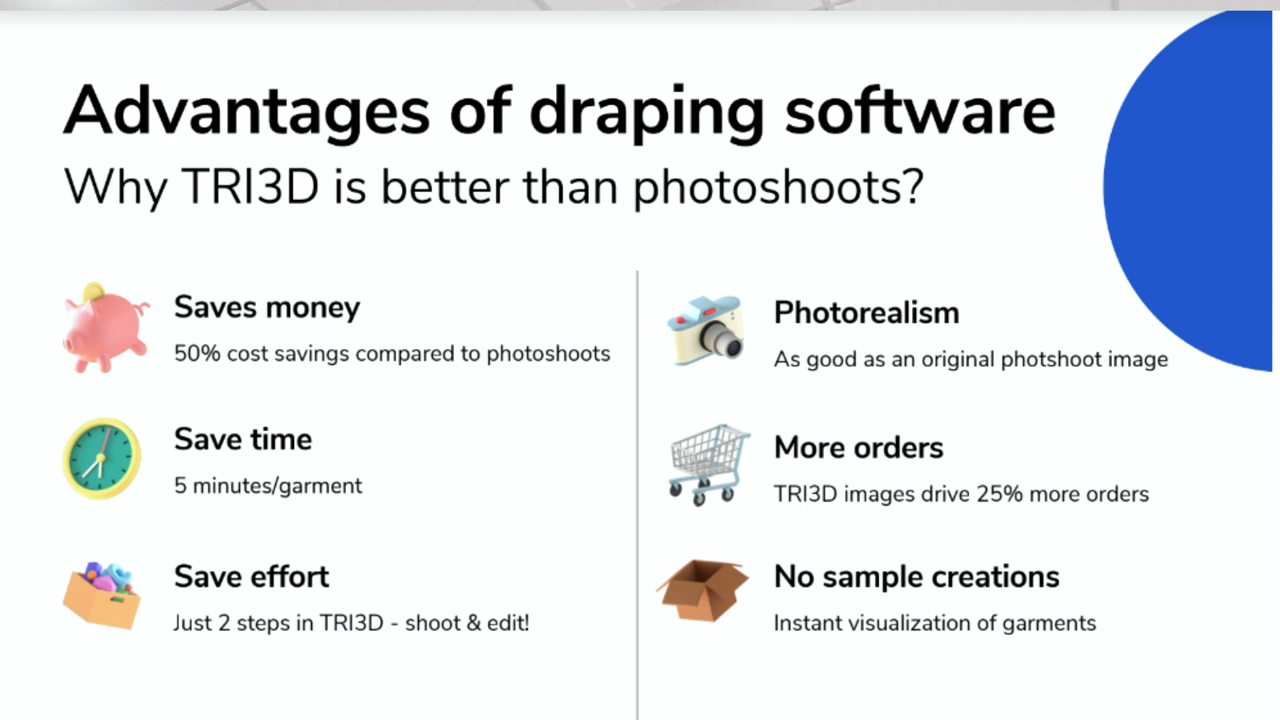 Advantages of draping software
Why TRI3D is better than photoshoots?
Saves money
50% cost savings compared to photoshoots
Save time
5 minutes/garment
Save effort
Just 2 steps in TRI3D - shoot & edit!
Photorealism
As good as an original photshoot image
More orders
TRI3D images drive 25% more orders
No sample creations
Instant visualization of garments